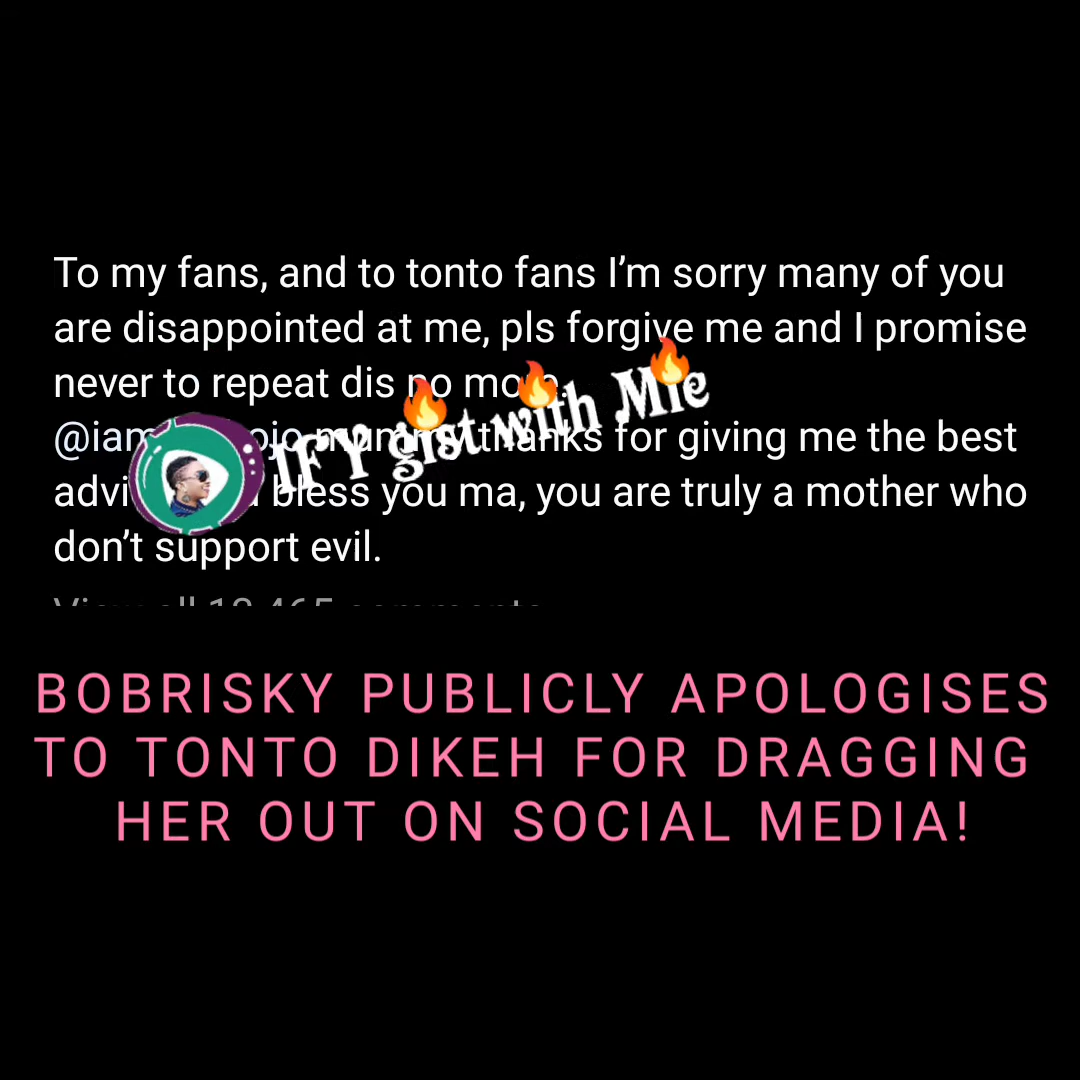 To my fans, and to tonto fans I'm sorry many of you
are disappointed at me, pls forgive me and I promise
never to repeat dis no more.
mummy thanks for giving me the best
bless you ma, you are truly a mother who
don't support evil.
IFY gist with Mie
BOBRISKY PUBLICLY APOLOGISES
TO TONTO DIKEH FOR DRAGGING
HER OUT ON SOCIAL MEDIA!